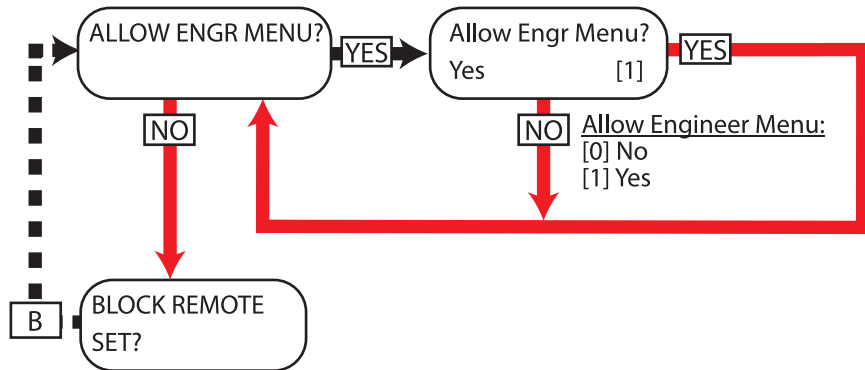 ALLOW ENGR MENU?
YES
Allow Engr Menu?
Yes [1]
YES
NO
NO
Allow Engineer Menu:
[0] No
[1] Yes
BLOCK REMOTE
SET?
B